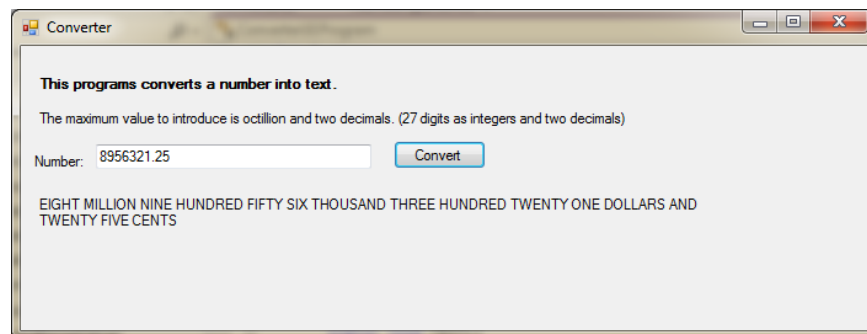 Converter
This programs converts a number into text.
The maximum value to introduce is octillion and two decimals. (27 digits as integers and two decimals)
Number: 8956321.25 Convert
EIGHT MILLION NINE HUNDRED FIFTY SIX THOUSAND THREE HUNDRED TWENTY ONE DOLLARS AND
TWENTY FIVE CENTS